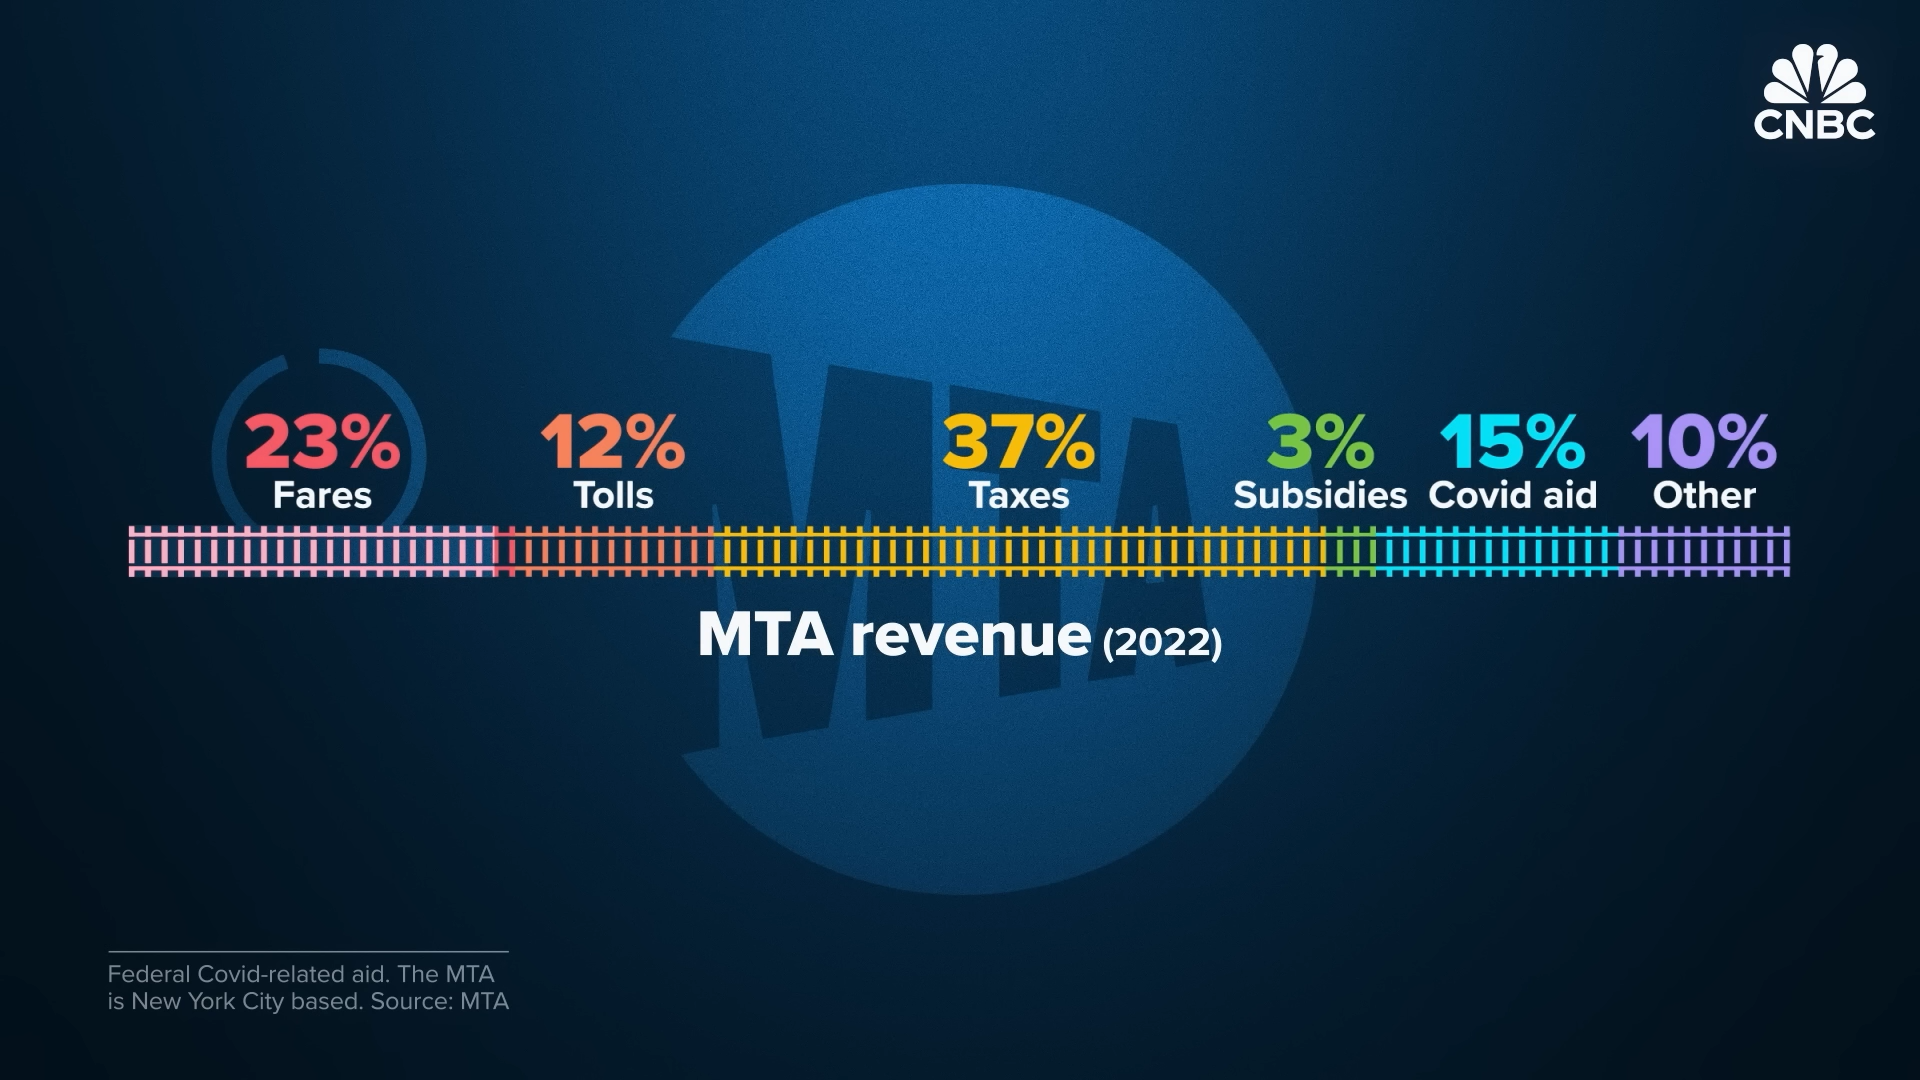 CNBC
23% 12% 37% 3% 15% 10%
Fares Tolls Taxes Subsidies Covid aid Other
MTA
MTA revenue (2022)
Federal Covid-related aid. The MTA
is New York City based. Source: MTA